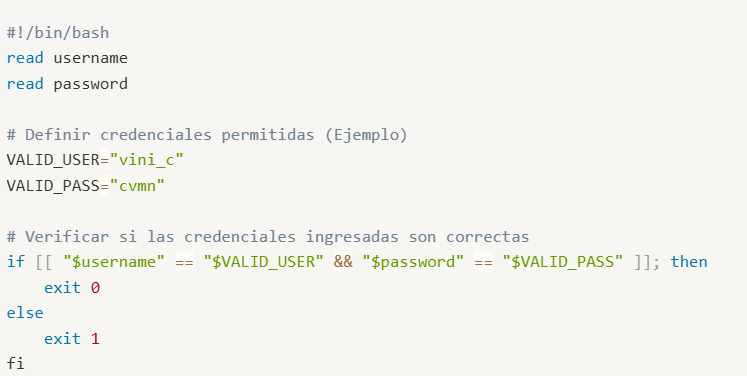 #!/bin/bash
read username
read password
# Definir credenciales permitidas (Ejemplo)
VALID_USER="vini_c"
VALID_PASS="cvmn"
# Verificar si las credenciales ingresadas son correctas
if [[ "$username" == "$VALID_USER" && "$password" == "$VALID_PASS" ]]; then
    exit 0
else
    exit 1
fi